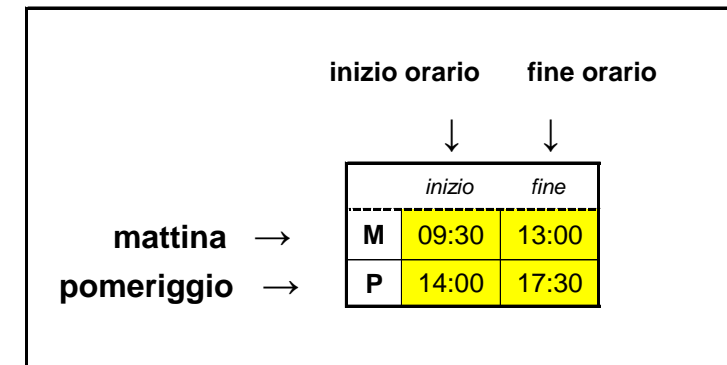 inizio orario fine orario
↓ ↓
inizio fine
mattina → M 09:30 13:00
pomeriggio → P 14:00 17:30